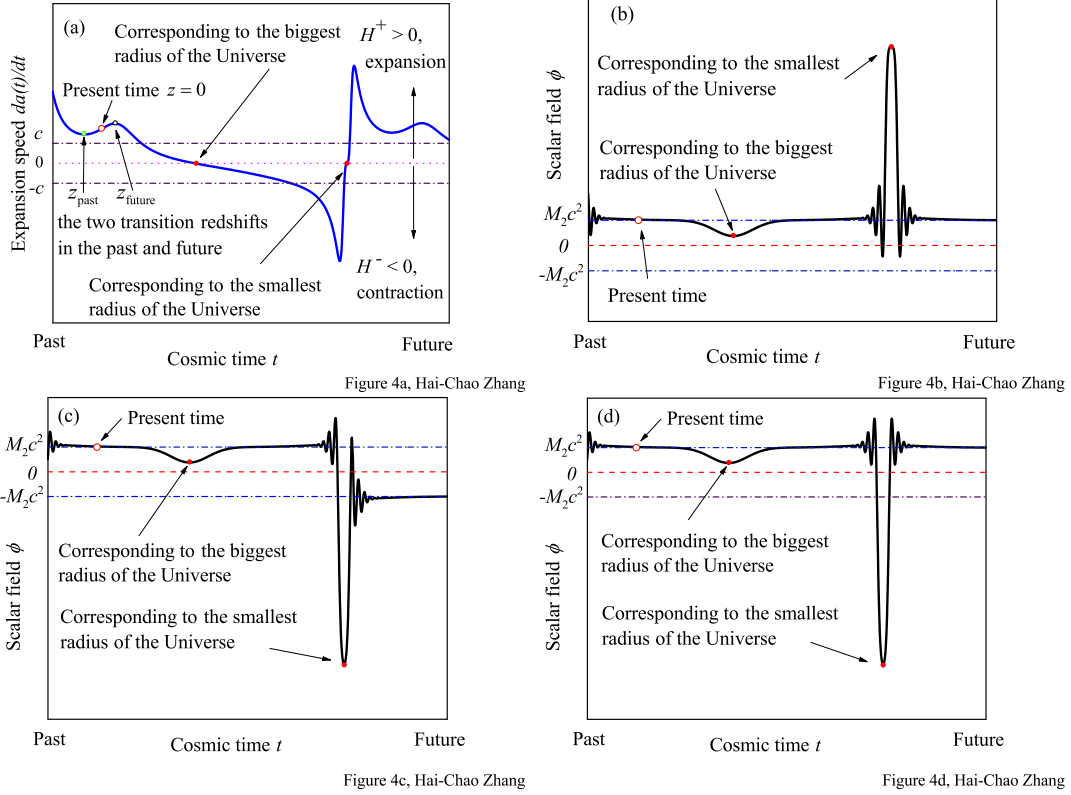 (a)
Corresponding to the biggest
radius of the Universe
H⁺ > 0,
expansion
Present time z = 0
Expansion speed da(t)/dt
c
0
-c
z_past
z_future
the two transition redshifts
in the past and future
H⁻ < 0,
contraction
Corresponding to the smallest
radius of the Universe
Past
Cosmic time t
Future
Figure 4a, Hai-Chao Zhang
(b)
Scalar field ϕ
Corresponding to the smallest
radius of the Universe
Corresponding to the biggest
radius of the Universe
M₂c²
0
-M₂c²
Present time
Past
Cosmic time t
Future
Figure 4b, Hai-Chao Zhang
(c)
Present time
M₂c²
0
-M₂c²
Scalar field ϕ
Corresponding to the biggest
radius of the Universe
Corresponding to the smallest
radius of the Universe
Past
Cosmic time t
Future
Figure 4c, Hai-Chao Zhang
(d)
Present time
M₂c²
0
-M₂c²
Scalar field ϕ
Corresponding to the biggest
radius of the Universe
Corresponding to the smallest
radius of the Universe
Past
Cosmic time t
Future
Figure 4d, Hai-Chao Zhang